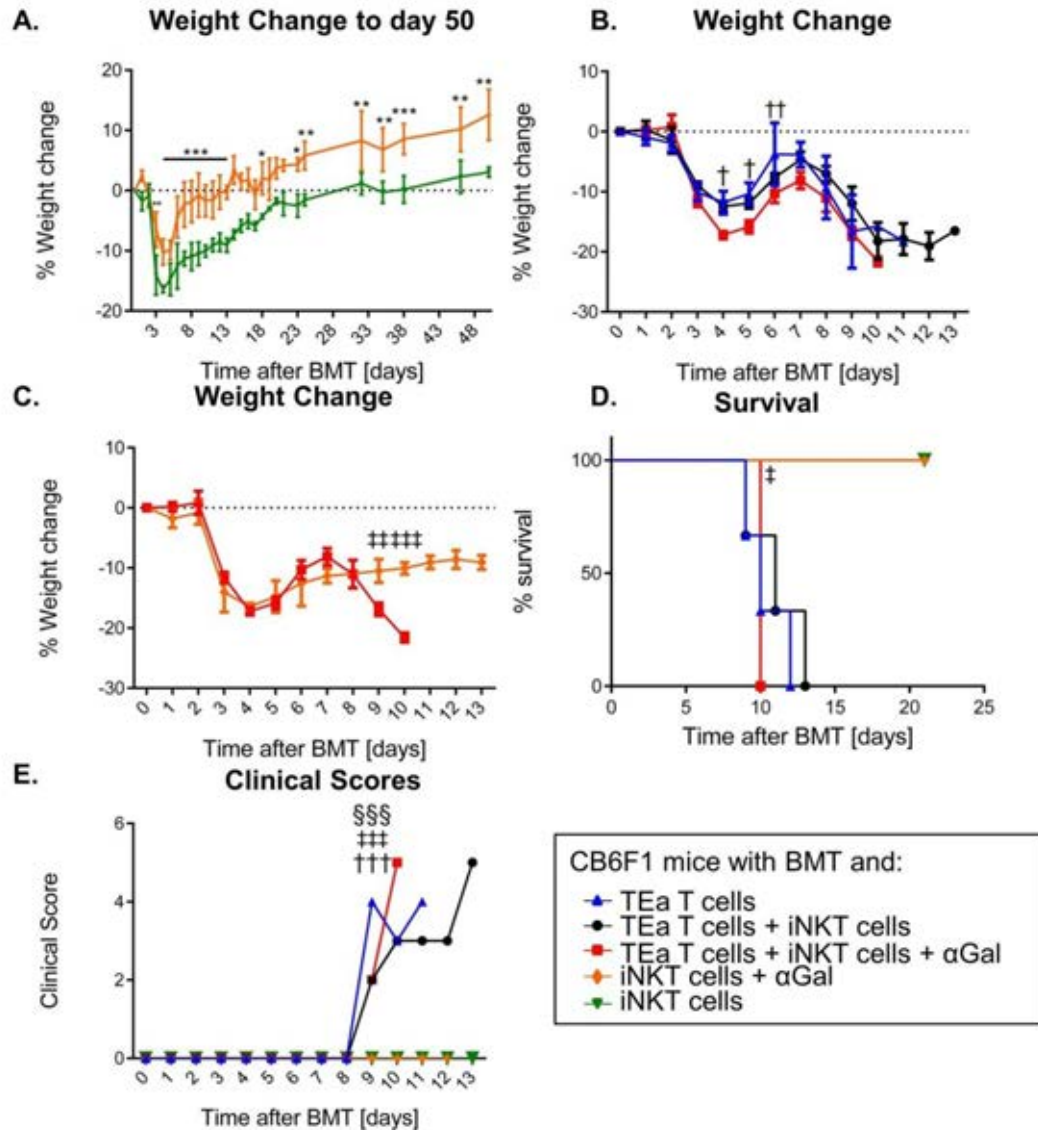 A. Weight Change to day 50
% Weight change
20
10
0
-10
-20
** *** * * ** ** ** *** ** **
3 8 13 18 23 28 33 38 43 48
Time after BMT [days]
B. Weight Change
% Weight Change
10
0
-10
-20
-30
† † ††
0 1 2 3 4 5 6 7 8 9 10 11 12 13
Time after BMT [days]
C. Weight Change
% Weight change
10
0
-10
-20
-30
‡‡‡‡‡
0 1 2 3 4 5 6 7 8 9 10 11 12 13
Time after BMT [days]
D. Survival
% survival
100
50
0
‡
0 5 10 15 20 25
Time after BMT [days]
E. Clinical Scores
Clinical Score
6
4
2
0
§§§
‡‡‡
†††
0 1 2 3 4 5 6 7 8 9 10 11 12 13
Time after BMT [days]
CB6F1 mice with BMT and:
TEa T cells
TEa T cells + iNKT cells
TEa T cells + iNKT cells + αGal
iNKT cells + αGal
iNKT cells